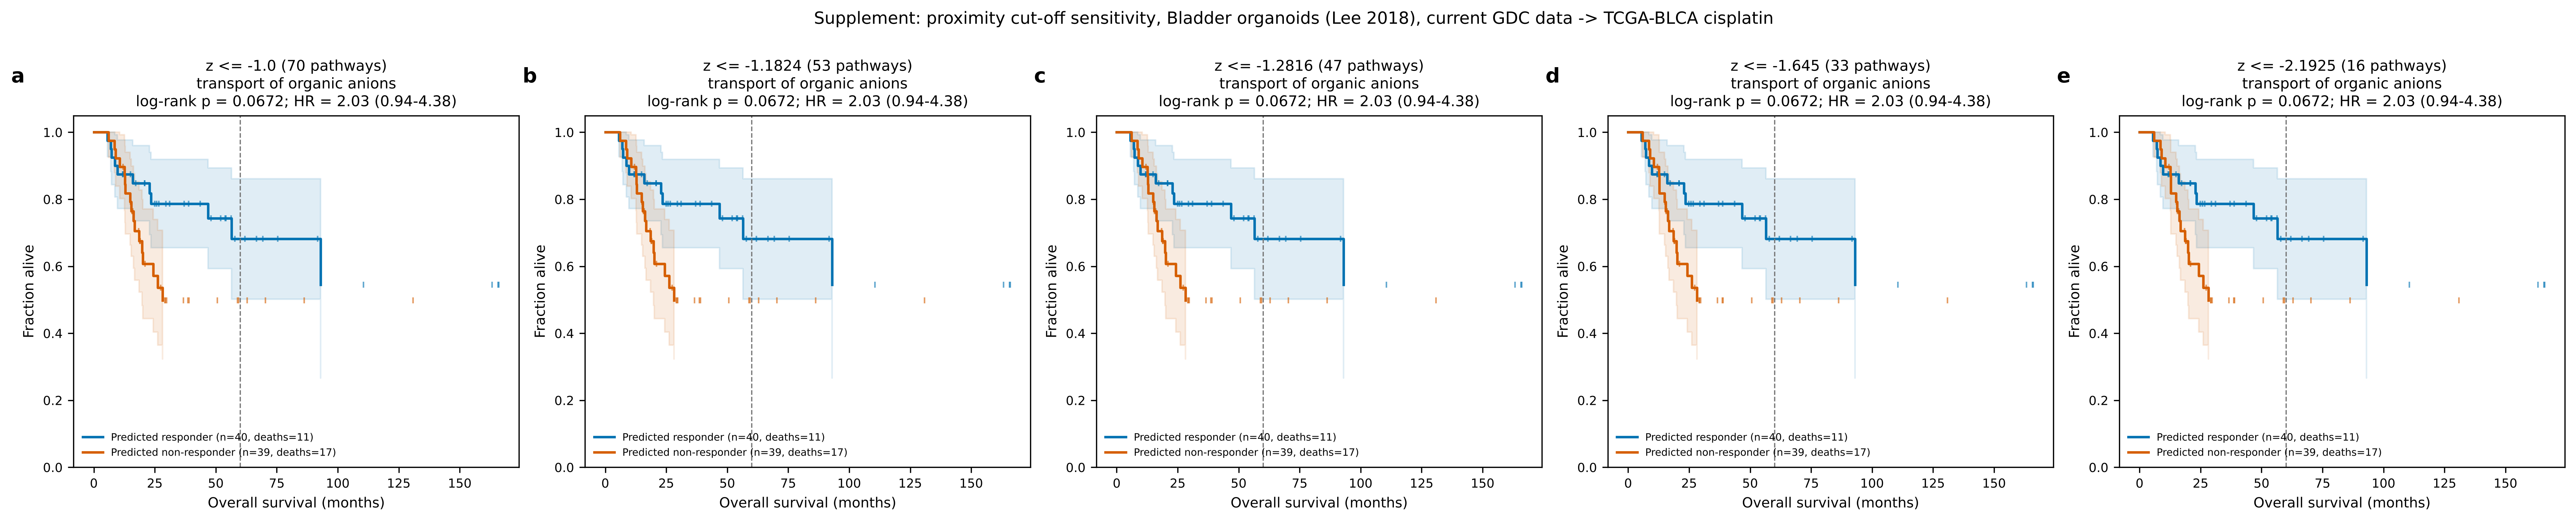 Supplement: proximity cut-off sensitivity, Bladder organoids (Lee 2018), current GDC data -> TCGA-BLCA cisplatin
a
z <= -1.0 (70 pathways)
transport of organic anions
log-rank p = 0.0672; HR = 2.03 (0.94-4.38)
Fraction alive
1.0
0.8
0.6
0.4
0.2
0.0
Predicted responder (n=40, deaths=11)
Predicted non-responder (n=39, deaths=17)
0 25 50 75 100 125 150
Overall survival (months)
b
z <= -1.1824 (53 pathways)
transport of organic anions
log-rank p = 0.0672; HR = 2.03 (0.94-4.38)
Fraction alive
1.0
0.8
0.6
0.4
0.2
0.0
Predicted responder (n=40, deaths=11)
Predicted non-responder (n=39, deaths=17)
0 25 50 75 100 125 150
Overall survival (months)
c
z <= -1.2816 (47 pathways)
transport of organic anions
log-rank p = 0.0672; HR = 2.03 (0.94-4.38)
Fraction alive
1.0
0.8
0.6
0.4
0.2
0.0
Predicted responder (n=40, deaths=11)
Predicted non-responder (n=39, deaths=17)
0 25 50 75 100 125 150
Overall survival (months)
d
z <= -1.645 (33 pathways)
transport of organic anions
log-rank p = 0.0672; HR = 2.03 (0.94-4.38)
Fraction alive
1.0
0.8
0.6
0.4
0.2
0.0
Predicted responder (n=40, deaths=11)
Predicted non-responder (n=39, deaths=17)
0 25 50 75 100 125 150
Overall survival (months)
e
z <= -2.1925 (16 pathways)
transport of organic anions
log-rank p = 0.0672; HR = 2.03 (0.94-4.38)
Fraction alive
1.0
0.8
0.6
0.4
0.2
0.0
Predicted responder (n=40, deaths=11)
Predicted non-responder (n=39, deaths=17)
0 25 50 75 100 125 150
Overall survival (months)